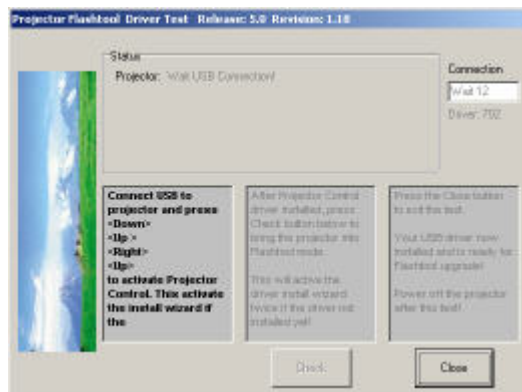 Projector Flashtool Driver Test Release: 5.0 Revision: 1.18
Status
Projector: Wait USB Connection!
Connection
Wait 12
Driver: 702
Connect USB to
projector and press
<Down>
<Up >
<Right>
<Up>
to activate Projector
Control. This activate
the install wizard if
the
After Projector Control
driver installed, press
Check button below to
bring the projector into
Flashtool mode.
This will active the
driver install wizard
twice if the driver not
installed yet!
Press the Close button
to exit this test.
Your USB driver now
installed and is ready for
Flashtool upgrade!
Power off the projector
after this test!
Check
Close